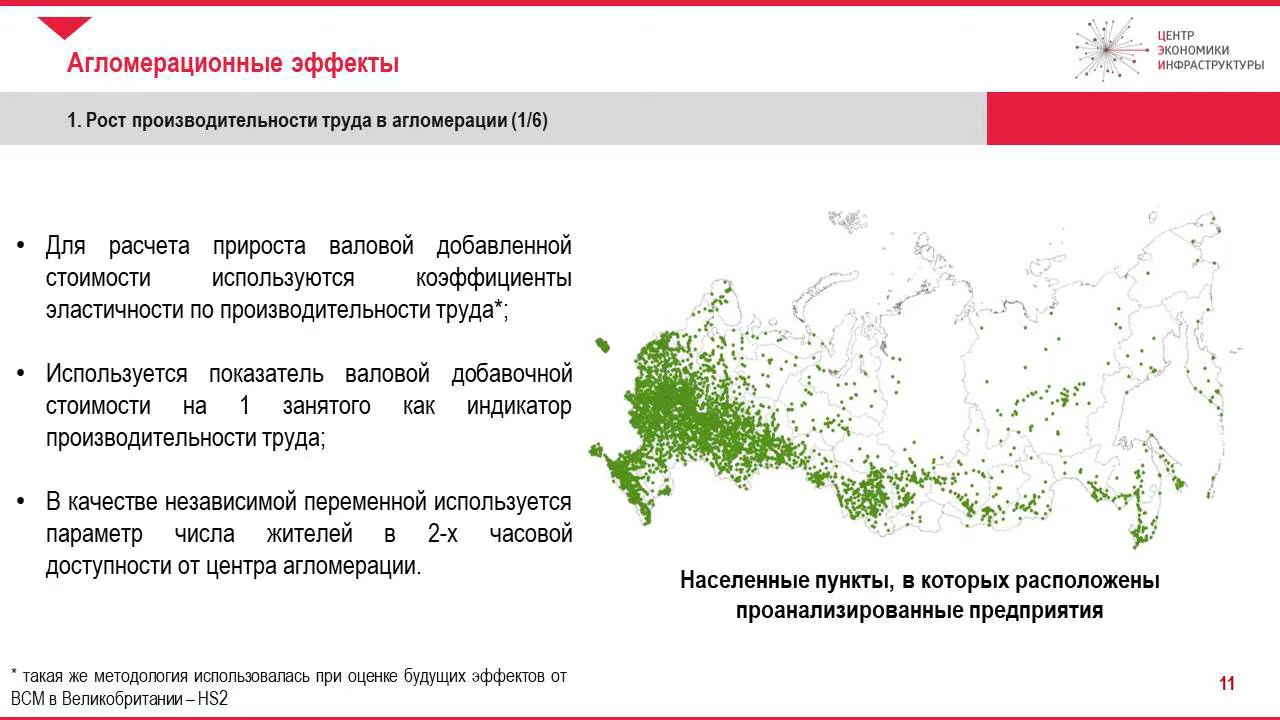 Агломерационные эффекты
ЦЕНТР
ЭКОНОМИКИ
ИНФРАСТРУКТУРЫ
1. Рост производительности труда в агломерации (1/6)
• Для расчета прироста валовой добавленной
стоимости используются коэффициенты
эластичности по производительности труда*;
• Используется показатель валовой добавочной
стоимости на 1 занятого как индикатор
производительности труда;
• В качестве независимой переменной используется
параметр числа жителей в 2-х часовой
доступности от центра агломерации.
Населенные пункты, в которых расположены
проанализированные предприятия
* такая же методология использовалась при оценке будущих эффектов от
ВСМ в Великобритании – HS2
11